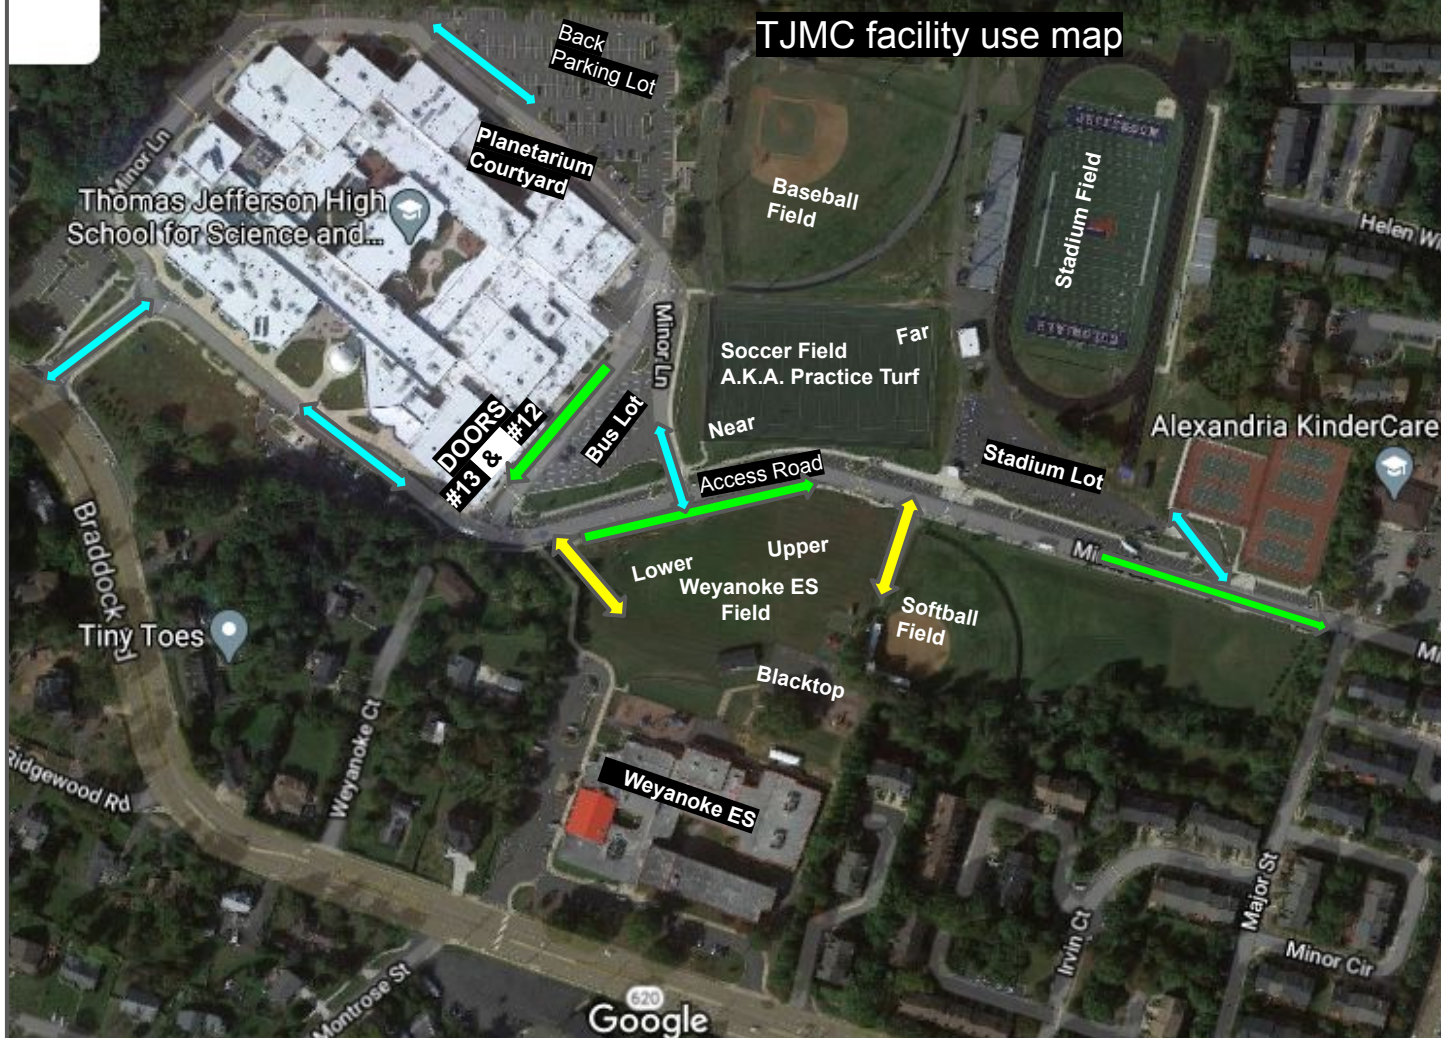 TJMC facility use map
Back
Parking Lot
Minor Ln
Planetarium
Courtyard
Thomas Jefferson High
School for Science and...
Baseball
Field
Stadium Field
COLONIALS
Helen Wi
Minor Ln
Soccer Field
A.K.A. Practice Turf
Far
Near
DOORS
#13 & #12
Bus Lot
Access Road
Stadium Lot
Alexandria KinderCare
Braddock Rd
Mi
Lower
Upper
Weyanoke ES
Field
Softball
Field
Mi
Tiny Toes
Blacktop
Weyanoke Ct
Ridgewood Rd
Weyanoke ES
Major St
Irvin Ct
Minor Cir
Montrose St
620
Google